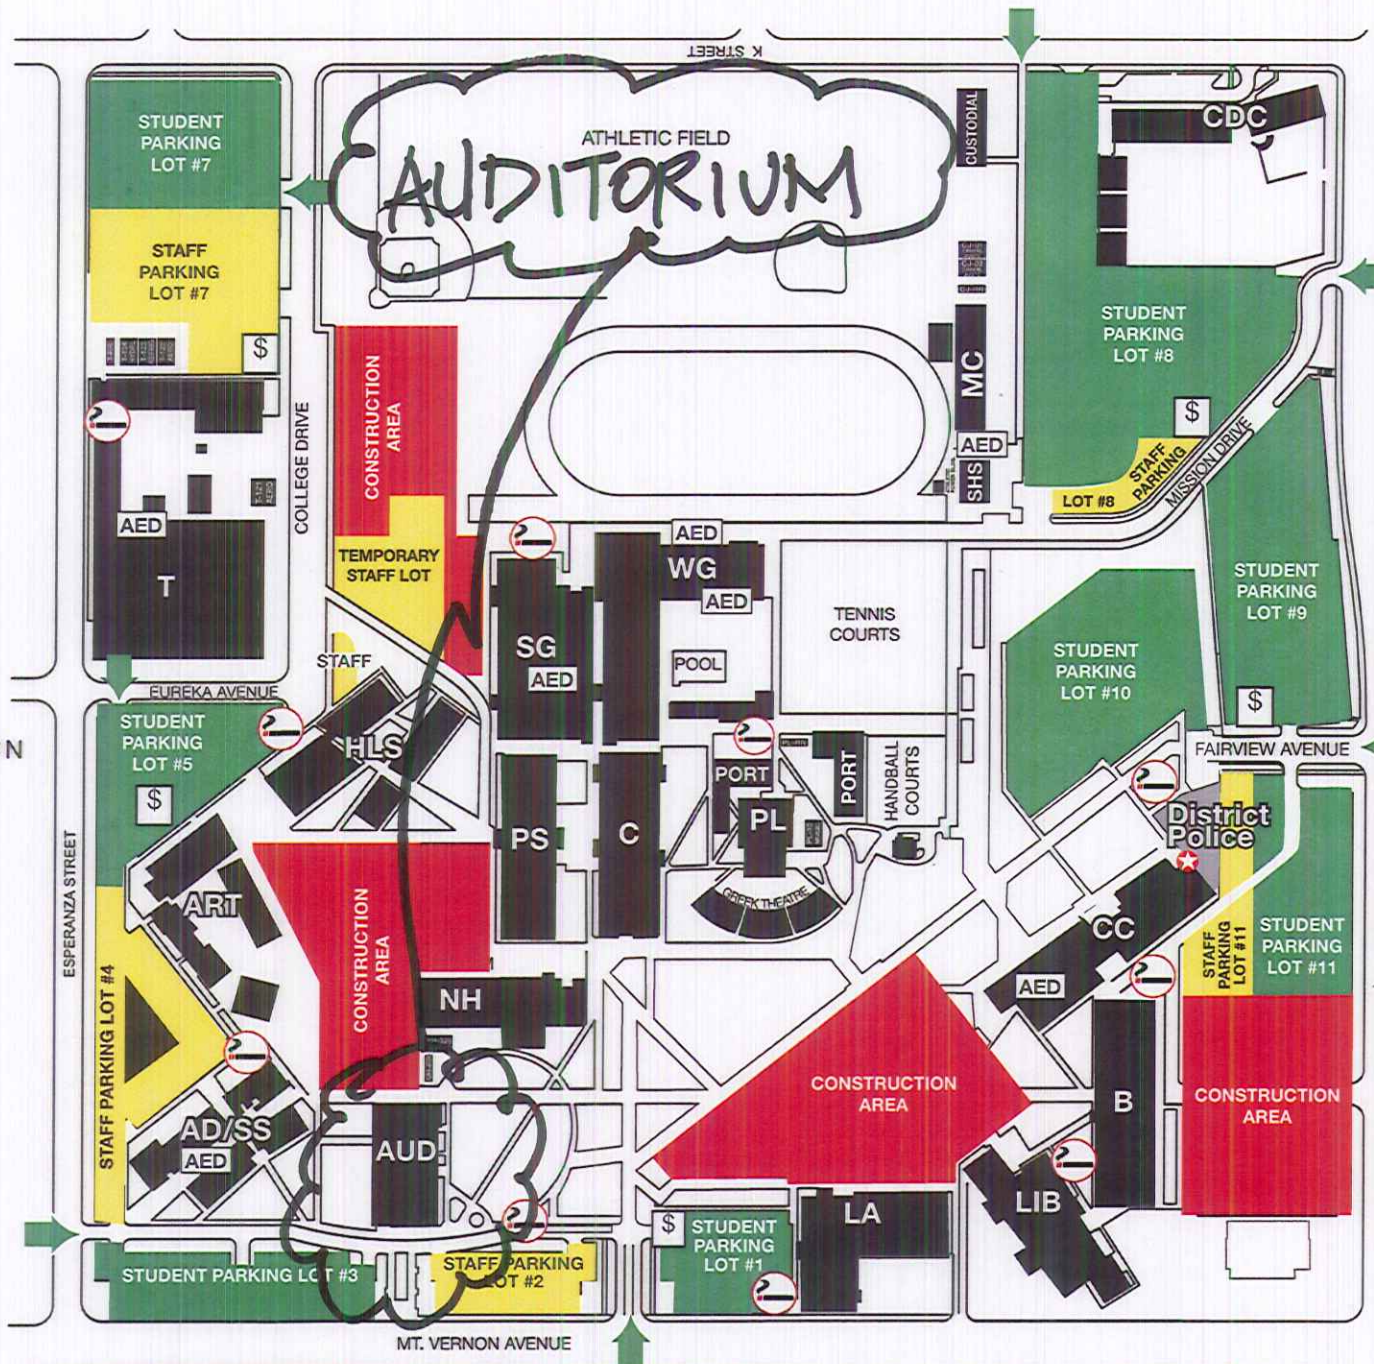 K STREET
STUDENT
PARKING
LOT #7
ATHLETIC FIELD
AUDITORIUM
CUSTODIAL
CDC
STAFF
PARKING
LOT #7
$
STUDENT
PARKING
LOT #8
MC
CONSTRUCTION
AREA
COLLEGE DRIVE
AED
SHS
$
STAFF
PARKING
LOT #8
MISSION DRIVE
T-121
AERO
AED
T
TEMPORARY
STAFF LOT
AED
WG
AED
SG
AED
POOL
TENNIS
COURTS
STUDENT
PARKING
LOT #9
STUDENT
PARKING
LOT #10
$
STAFF
EUREKA AVENUE
STUDENT
PARKING
LOT #5
$
HLS
N
FAIRVIEW AVENUE
PORT
PORT
HANDBALL
COURTS
PS
C
PL
GREEK THEATRE
District
Police
ESPERANZA STREET
ART
CONSTRUCTION
AREA
CC
AED
STAFF
PARKING
LOT #11
STUDENT
PARKING
LOT #11
STAFF PARKING LOT #4
NH
CONSTRUCTION
AREA
B
CONSTRUCTION
AREA
AD/SS
AED
AUD
LIB
LA
$
STUDENT
PARKING
LOT #1
STUDENT PARKING LOT #3
STAFF PARKING
LOT #2
MT. VERNON AVENUE